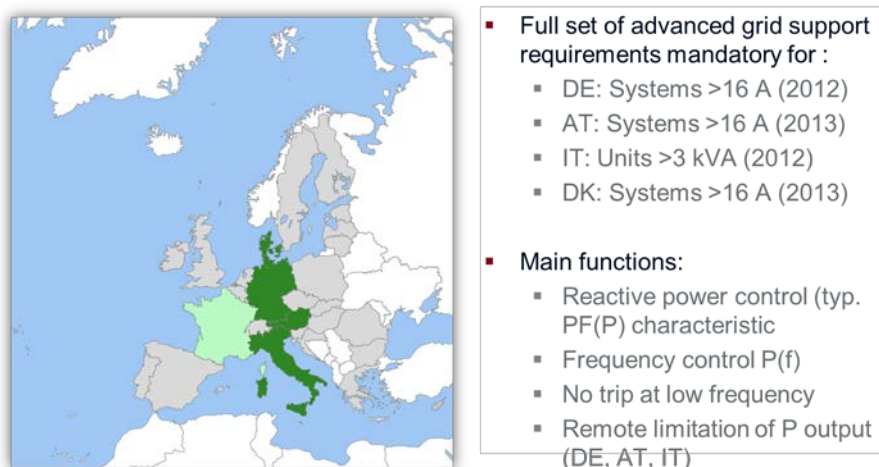 Full set of advanced grid support
requirements mandatory for :
DE: Systems >16 A (2012)
AT: Systems >16 A (2013)
IT: Units >3 kVA (2012)
DK: Systems >16 A (2013)
Main functions:
Reactive power control (typ.
PF(P) characteristic
Frequency control P(f)
No trip at low frequency
Remote limitation of P output
(DE, AT, IT)